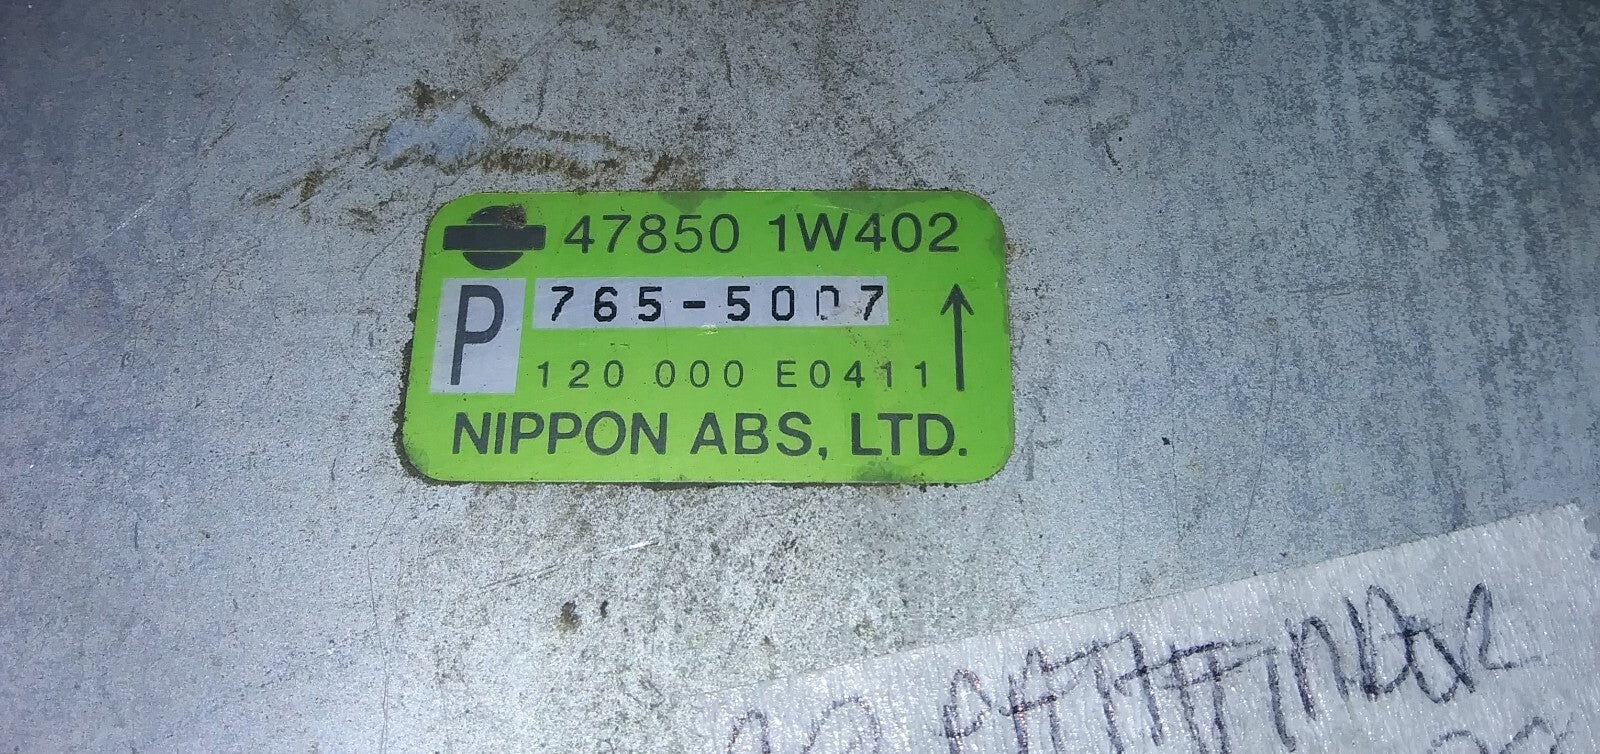 47850 1W402
P
765-5007
120 000 E0411
NIPPON ABS, LTD.
PATHFINDER